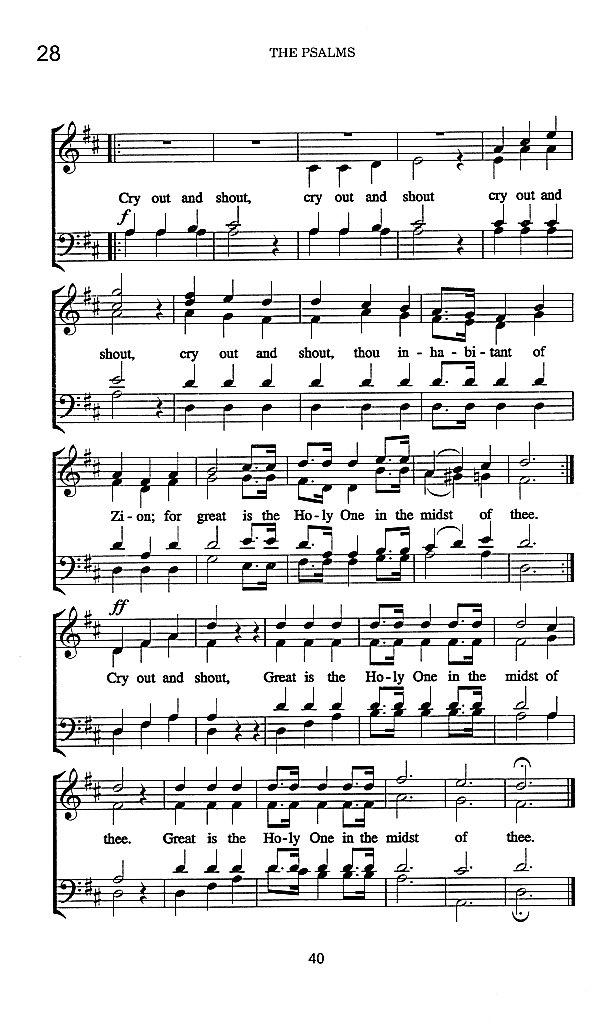 28
THE PSALMS
Cry out and shout, cry out and shout cry out and
f
shout, cry out and shout, thou in - ha - bi - tant of
Zi - on; for great is the Ho - ly One in the midst of thee.
ff
Cry out and shout, Great is the Ho - ly One in the midst of
thee. Great is the Ho - ly One in the midst of thee.
40